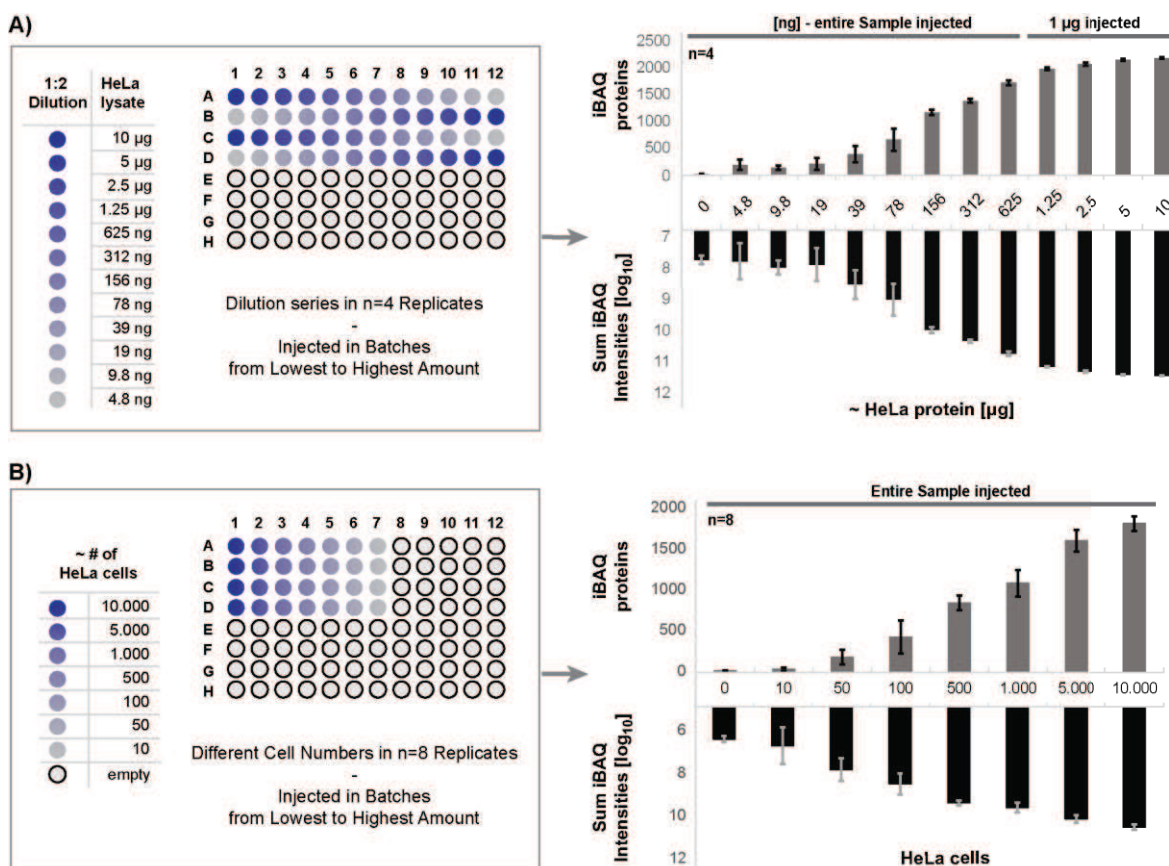 A)
1:2
Dilution
HeLa
lysate
10 µg
5 µg
2.5 µg
1.25 µg
625 ng
312 ng
156 ng
78 ng
39 ng
19 ng
9.8 ng
4.8 ng
1 2 3 4 5 6 7 8 9 10 11 12
A
B
C
D
E
F
G
H
Dilution series in n=4 Replicates
-
Injected in Batches
from Lowest to Highest Amount
[ng] - entire Sample injected
1 µg injected
n=4
iBAQ
proteins
2500
2000
1500
1000
500
0
0 4.8 9.8 19 39 78 156 312 625 1.25 2.5 5 10
Sum iBAQ
Intensities [log10]
7
8
9
10
11
12
~ HeLa protein [µg]
B)
~ # of
HeLa cells
10.000
5.000
1.000
500
100
50
10
empty
1 2 3 4 5 6 7 8 9 10 11 12
A
B
C
D
E
F
G
H
Different Cell Numbers in n=8 Replicates
-
Injected in Batches
from Lowest to Highest Amount
Entire Sample injected
n=8
iBAQ
proteins
2000
1500
1000
500
0
0 10 50 100 500 1.000 5.000 10.000
Sum iBAQ
Intensities [log10]
6
8
10
12
HeLa cells